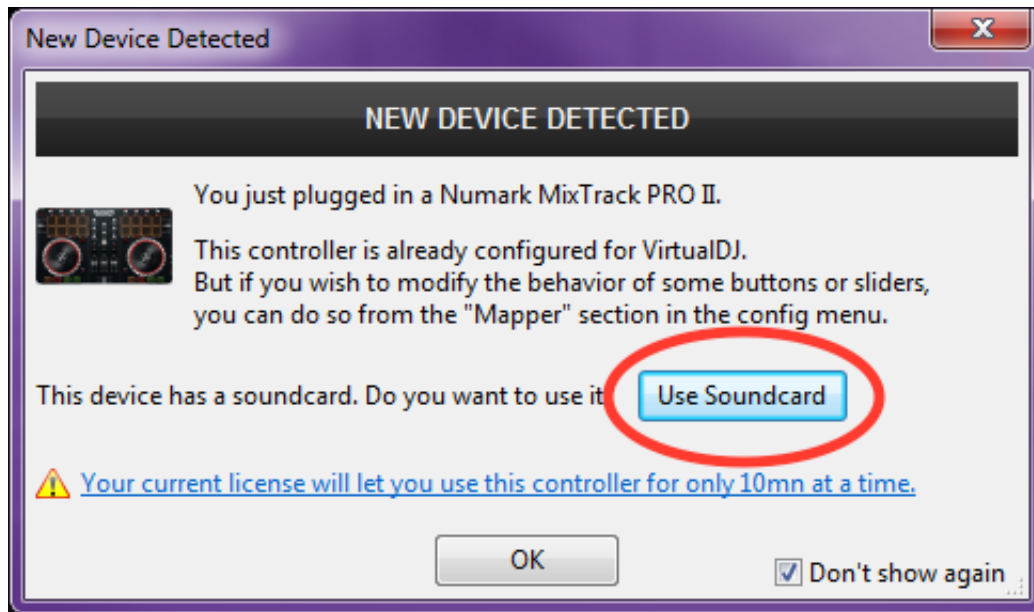 New Device Detected
NEW DEVICE DETECTED
You just plugged in a Numark MixTrack PRO II.
This controller is already configured for VirtualDJ.
But if you wish to modify the behavior of some buttons or sliders,
you can do so from the "Mapper" section in the config menu.
This device has a soundcard. Do you want to use it Use Soundcard
Your current license will let you use this controller for only 10mn at a time.
OK
Don't show again